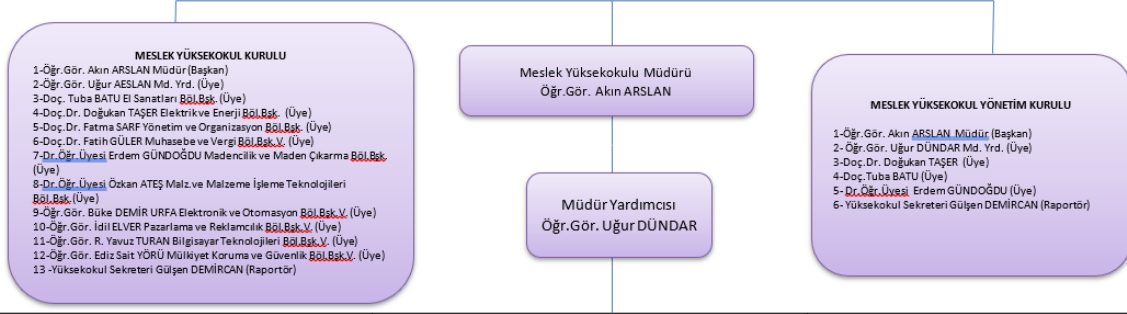 MESLEK YÜKSEKOKUL KURULU
1-Öğr.Gör. Akın ARSLAN Müdür (Başkan)
2-Öğr.Gör. Uğur AESLAN Md. Yrd. (Üye)
3-Doç. Tuba BATU El Sanatları Böl.Bşk. (Üye)
4-Doç.Dr. Doğukan TAŞER Elektrik ve Enerji Böl.Bşk. (Üye)
5-Doç.Dr. Fatma SARF Yönetim ve Organizasyon Böl.Bşk. (Üye)
6-Doç.Dr. Fatih GÜLER Muhasebe ve Vergi Böl.Bşk.V. (Üye)
7-Dr.Öğr.Üyesi Erdem GÜNDOĞDU Madencilik ve Maden Çıkarma Böl.Bşk.
(Üye)
8-Dr.Öğr.Üyesi Özkan ATEŞ Malz.ve Malzeme İşleme Teknolojileri
Böl.Bşk.(Üye)
9-Öğr.Gör. Büke DEMİR URFA Elektronik ve Otomasyon Böl.Bşk.V. (Üye)
10-Öğr.Gör. İdil ELVER Pazarlama ve Reklamcılık Böl.Bşk.V. (Üye)
11-Öğr.Gör. R. Yavuz TURAN Bilgisayar Teknolojileri Böl.Bşk.V. (Üye)
12-Öğr.Gör. Ediz Sait YÖRÜ Mülkiyet Koruma ve Güvenlik Böl.Bşk.V. (Üye)
13 -Yüksekokul Sekreteri Gülşen DEMİRCAN (Raportör)
Meslek Yüksekokulu Müdürü
Öğr.Gör. Akın ARSLAN
Müdür Yardımcısı
Öğr.Gör. Uğur DÜNDAR
MESLEK YÜKSEKOKUL YÖNETİM KURULU
1-Öğr.Gör. Akın ARSLAN Müdür (Başkan)
2- Öğr.Gör. Uğur DÜNDAR Md. Yrd. (Üye)
3-Doç.Dr. Doğukan TAŞER (Üye)
4-Doç.Tuba BATU (Üye)
5- Dr.Öğr.Üyesi Erdem GÜNDOĞDU (Üye)
6- Yüksekokul Sekreteri Gülşen DEMİRCAN (Raportör)